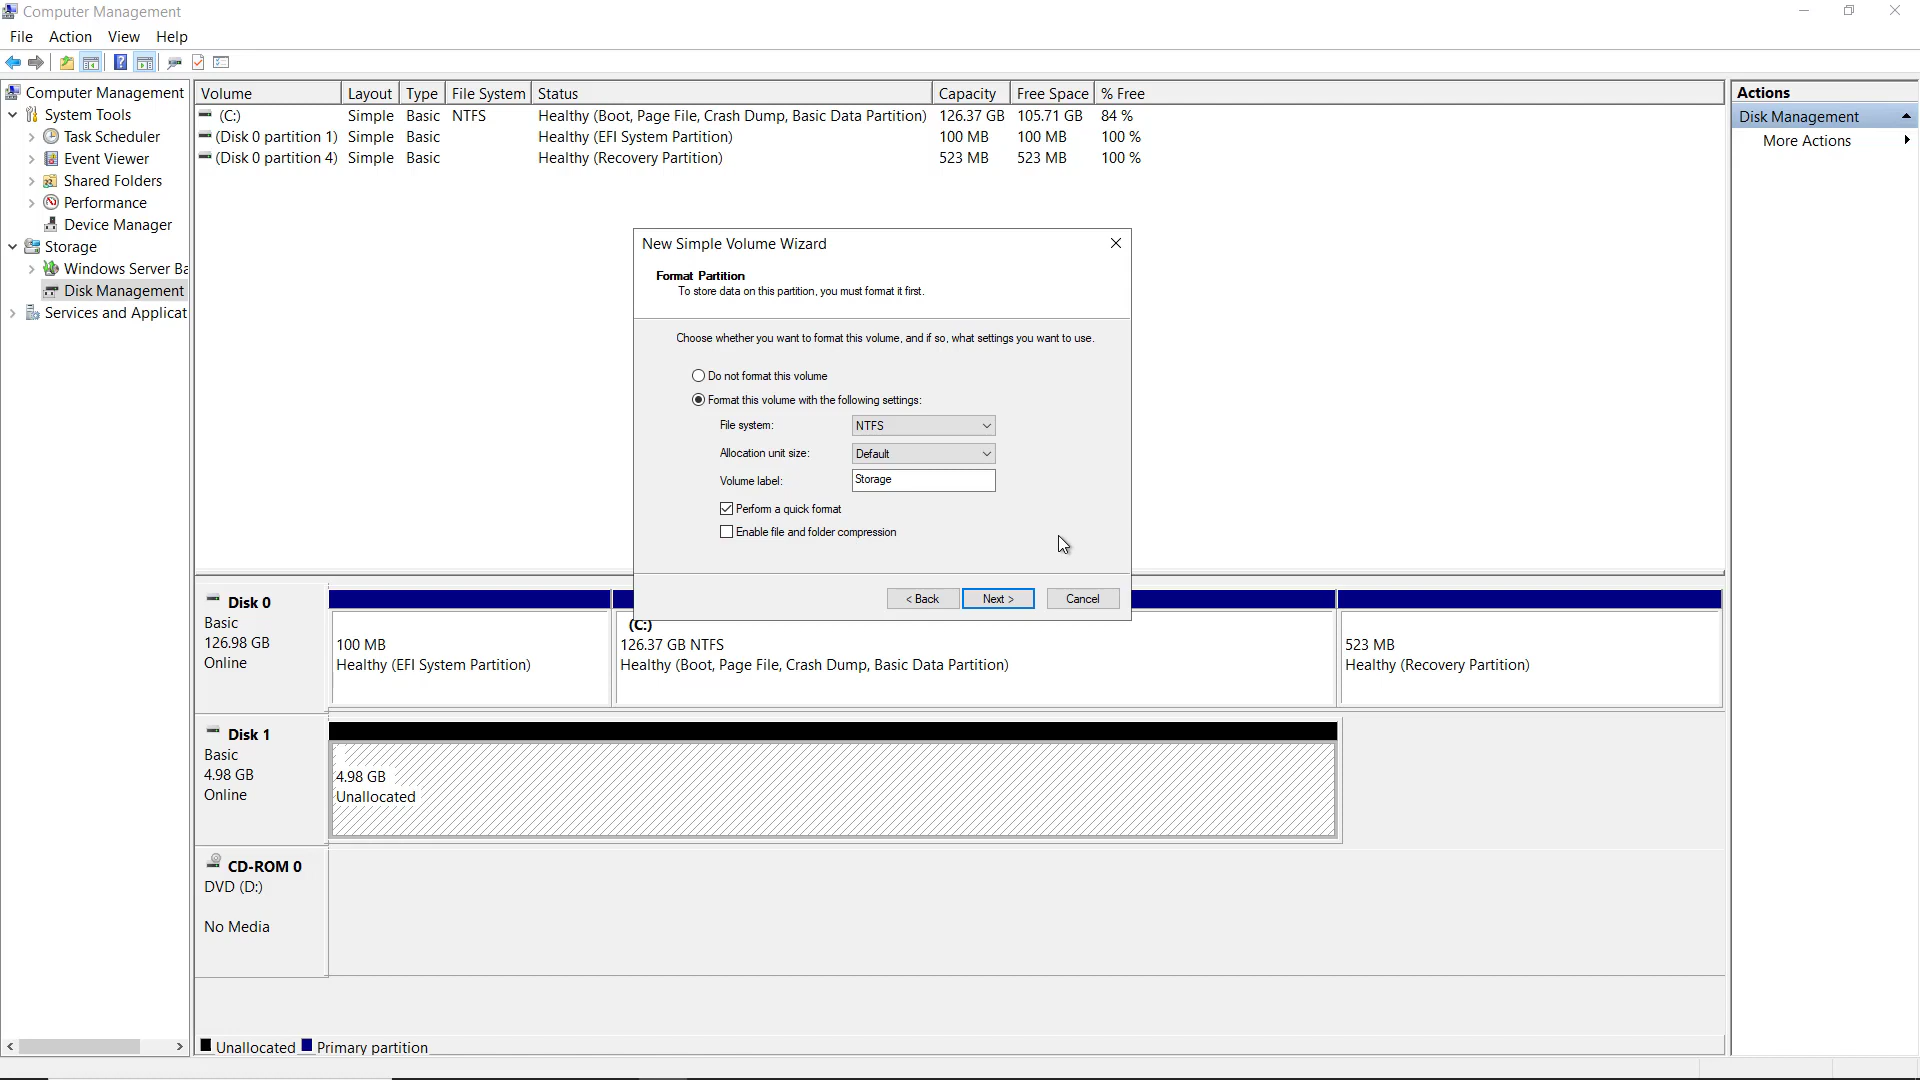 Computer Management
File Action View Help
Computer Management
System Tools
Task Scheduler
Event Viewer
Shared Folders
Performance
Device Manager
Storage
Windows Server Ba
Disk Management
Services and Applicat
Volume Layout Type File System Status Capacity Free Space % Free
(C:) Simple Basic NTFS Healthy (Boot, Page File, Crash Dump, Basic Data Partition) 126.37 GB 105.71 GB 84 %
(Disk 0 partition 1) Simple Basic Healthy (EFI System Partition) 100 MB 100 MB 100 %
(Disk 0 partition 4) Simple Basic Healthy (Recovery Partition) 523 MB 523 MB 100 %
Actions
Disk Management
More Actions
New Simple Volume Wizard
Format Partition
To store data on this partition, you must format it first.
Choose whether you want to format this volume, and if so, what settings you want to use.
Do not format this volume
Format this volume with the following settings:
File system: NTFS
Allocation unit size: Default
Volume label: Storage
Perform a quick format
Enable file and folder compression
< Back Next > Cancel
Disk 0
Basic
126.98 GB
Online
100 MB
Healthy (EFI System Partition)
(C:)
126.37 GB NTFS
Healthy (Boot, Page File, Crash Dump, Basic Data Partition)
523 MB
Healthy (Recovery Partition)
Disk 1
Basic
4.98 GB
Online
4.98 GB
Unallocated
CD-ROM 0
DVD (D:)
No Media
Unallocated Primary partition